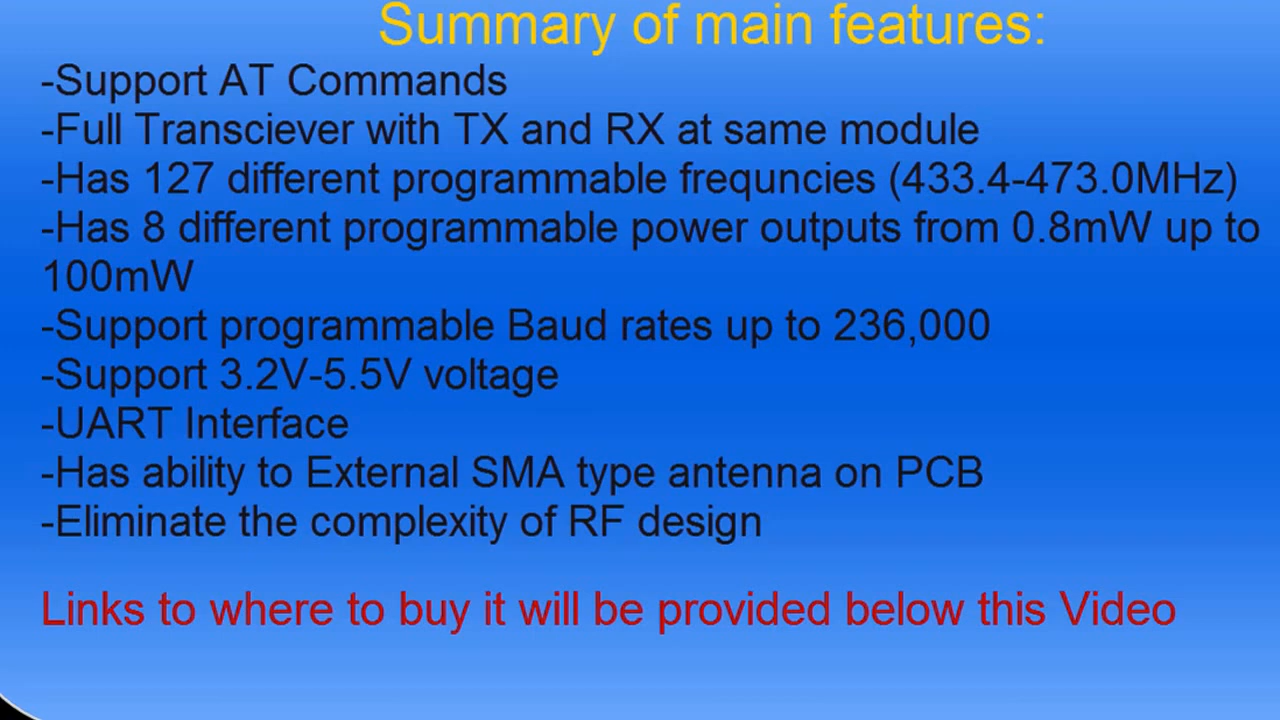 Summary of main features:
-Support AT Commands
-Full Transciever with TX and RX at same module
-Has 127 different programmable frequncies (433.4-473.0MHz)
-Has 8 different programmable power outputs from 0.8mW up to
100mW
-Support programmable Baud rates up to 236,000
-Support 3.2V-5.5V voltage
-UART Interface
-Has ability to External SMA type antenna on PCB
-Eliminate the complexity of RF design
Links to where to buy it will be provided below this Video